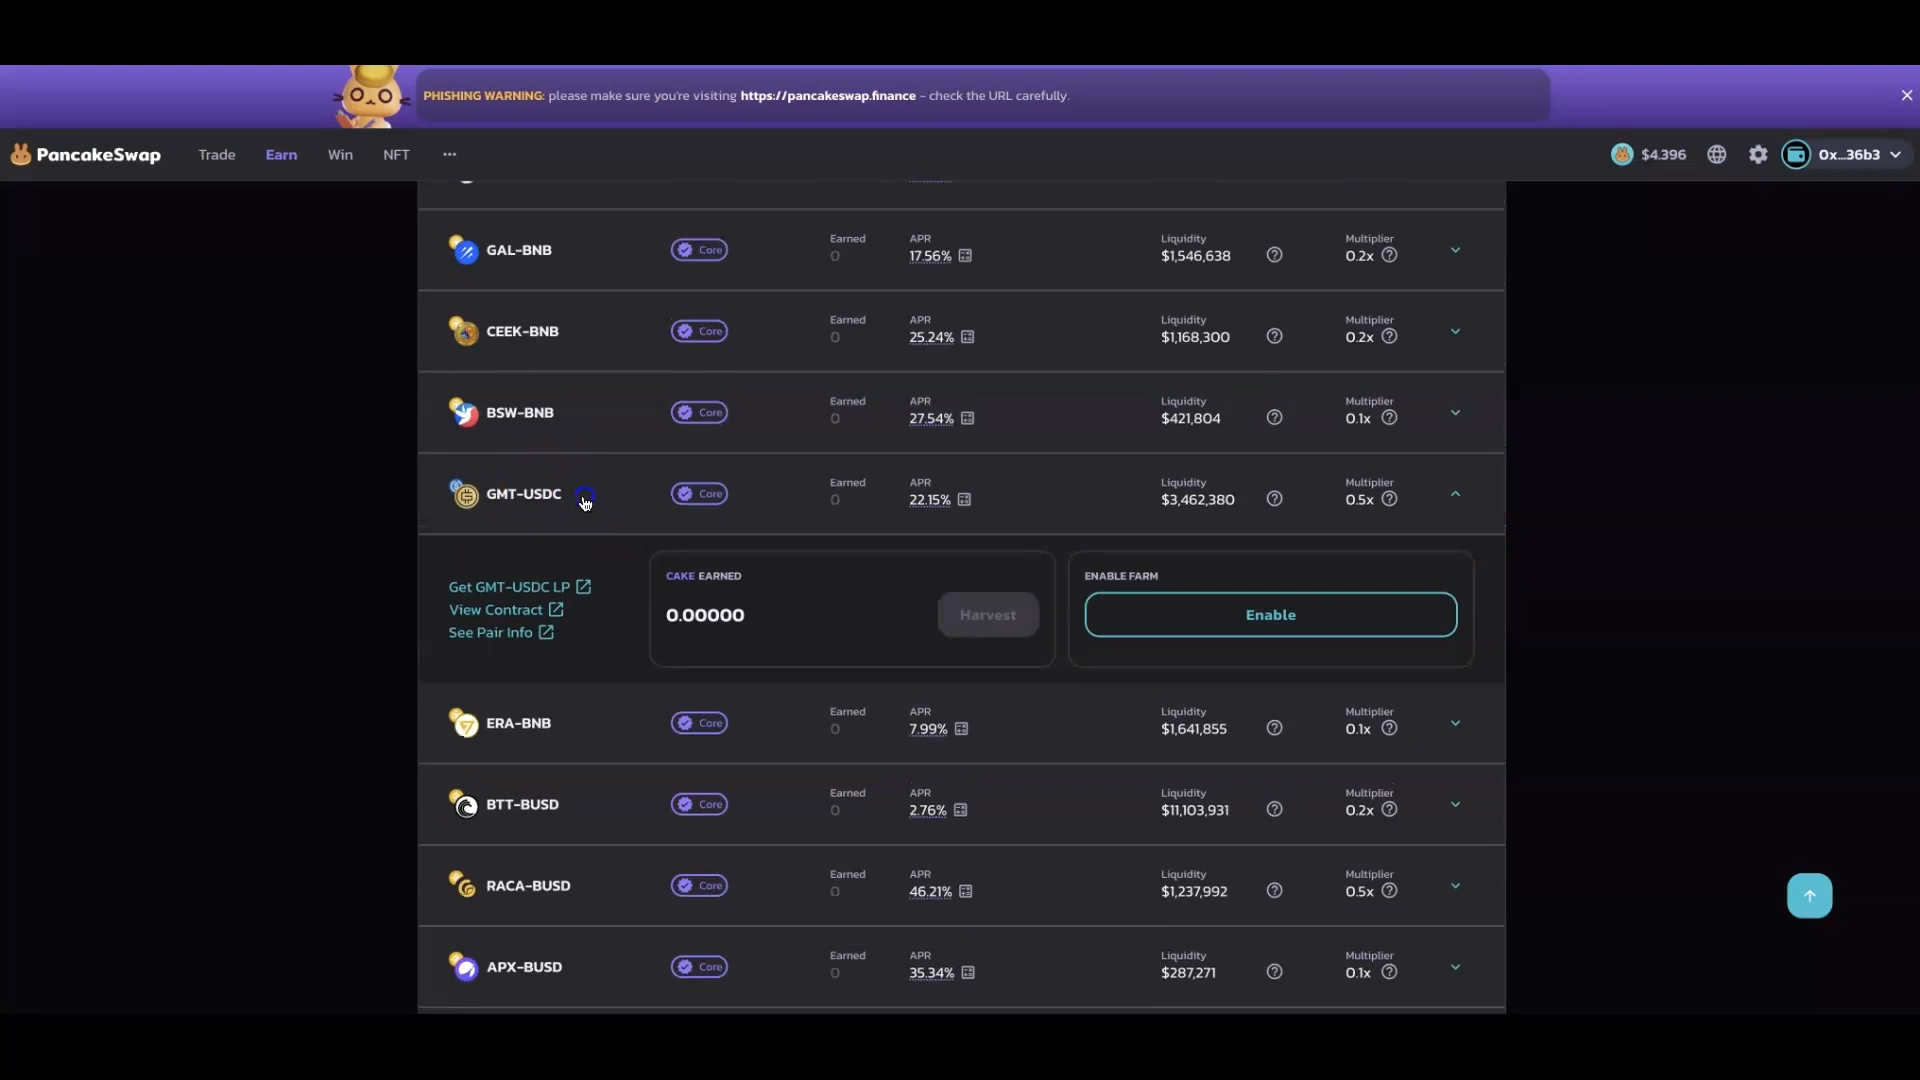 PHISHING WARNING: please make sure you're visiting https://pancakeswap.finance - check the URL carefully.
PancakeSwap Trade Earn Win NFT ... $4.396 0x...36b3
GAL-BNB Core Earned 0 APR 17.56% Liquidity $1,546,638 Multiplier 0.2x
CEEK-BNB Core Earned 0 APR 25.24% Liquidity $1,168,300 Multiplier 0.2x
BSW-BNB Core Earned 0 APR 27.54% Liquidity $421,804 Multiplier 0.1x
GMT-USDC Core Earned 0 APR 22.15% Liquidity $3,462,380 Multiplier 0.5x
Get GMT-USDC LP
View Contract
See Pair Info
CAKE EARNED
0.00000 Harvest
ENABLE FARM
Enable
ERA-BNB Core Earned 0 APR 7.99% Liquidity $1,641,855 Multiplier 0.1x
BTT-BUSD Core Earned 0 APR 2.76% Liquidity $11,103,931 Multiplier 0.2x
RACA-BUSD Core Earned 0 APR 46.21% Liquidity $1,237,992 Multiplier 0.5x
APX-BUSD Core Earned 0 APR 35.34% Liquidity $287,271 Multiplier 0.1x